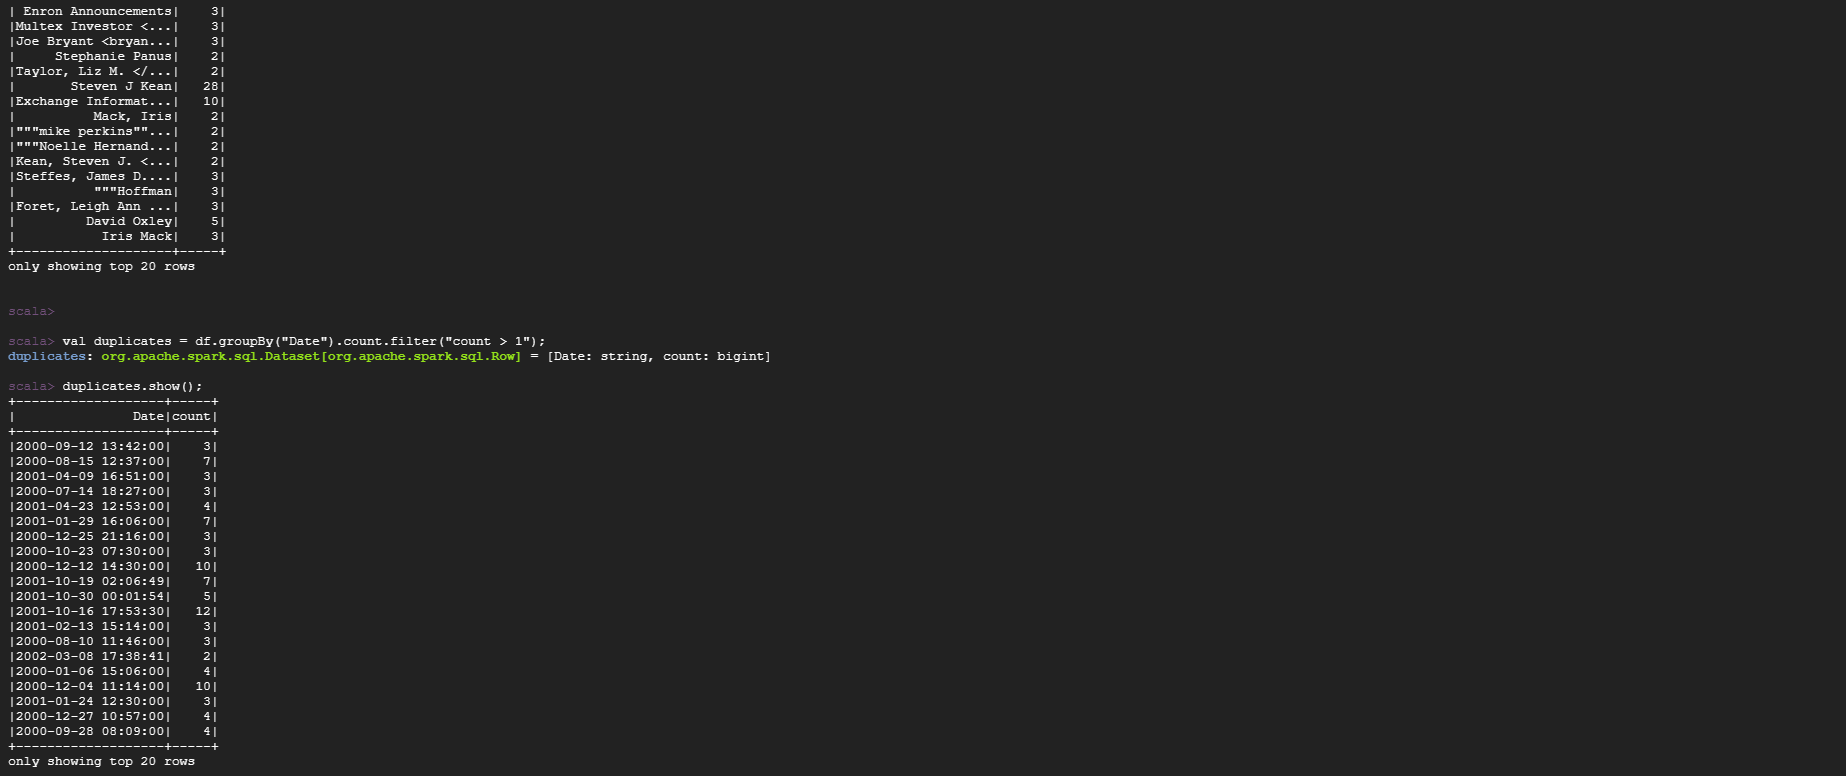 | Enron Announcements|    3|
|Multex Investor <...|    3|
|Joe Bryant <bryan...|    3|
|     Stephanie Panus|    2|
|Taylor, Liz M. </...|    2|
|       Steven J Kean|   28|
|Exchange Informat...|   10|
|          Mack, Iris|    2|
|"""mike perkins""...|    2|
|"""Noelle Hernand...|    2|
|Kean, Steven J. <...|    2|
|Steffes, James D....|    3|
|          """Hoffman|    3|
|Foret, Leigh Ann ...|    3|
|         David Oxley|    5|
|           Iris Mack|    3|
+--------------------+-----+
only showing top 20 rows
scala>
scala> val duplicates = df.groupBy("Date").count.filter("count > 1");
duplicates: org.apache.spark.sql.Dataset[org.apache.spark.sql.Row] = [Date: string, count: bigint]
scala> duplicates.show();
+-------------------+-----+
|               Date|count|
+-------------------+-----+
|2000-09-12 13:42:00|    3|
|2000-08-15 12:37:00|    7|
|2001-04-09 16:51:00|    3|
|2000-07-14 18:27:00|    3|
|2001-04-23 12:53:00|    4|
|2001-01-29 16:06:00|    7|
|2000-12-25 21:16:00|    3|
|2000-10-23 07:30:00|    3|
|2000-12-12 14:30:00|   10|
|2001-10-19 02:06:49|    7|
|2001-10-30 00:01:54|    5|
|2001-10-16 17:53:30|   12|
|2001-02-13 15:14:00|    3|
|2000-08-10 11:46:00|    3|
|2002-03-08 17:38:41|    2|
|2000-01-06 15:06:00|    4|
|2000-12-04 11:14:00|   10|
|2001-01-24 12:30:00|    3|
|2000-12-27 10:57:00|    4|
|2000-09-28 08:09:00|    4|
+-------------------+-----+
only showing top 20 rows